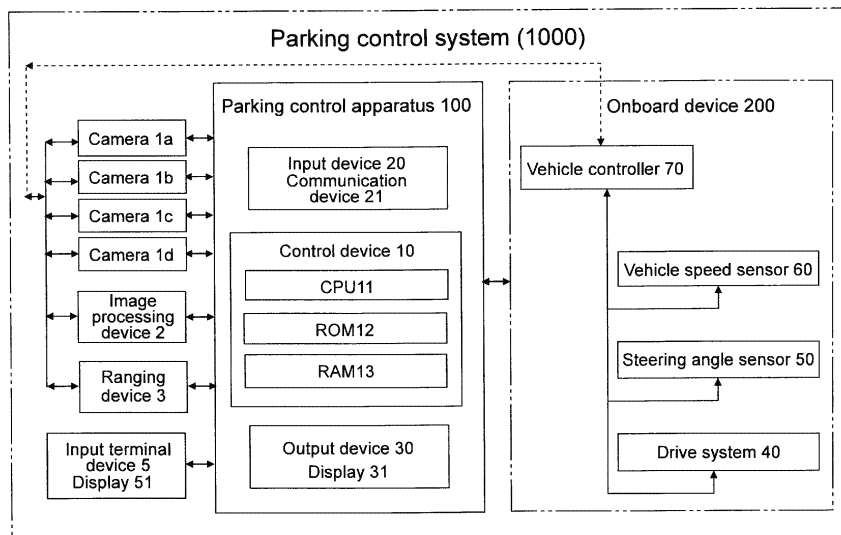 Parking control system (1000)
Camera 1a
Camera 1b
Camera 1c
Camera 1d
Image
processing
device 2
Ranging
device 3
Input terminal
device 5
Display 51
Parking control apparatus 100
Input device 20
Communication
device 21
Control device 10
CPU11
ROM12
RAM13
Output device 30
Display 31
Onboard device 200
Vehicle controller 70
Vehicle speed sensor 60
Steering angle sensor 50
Drive system 40